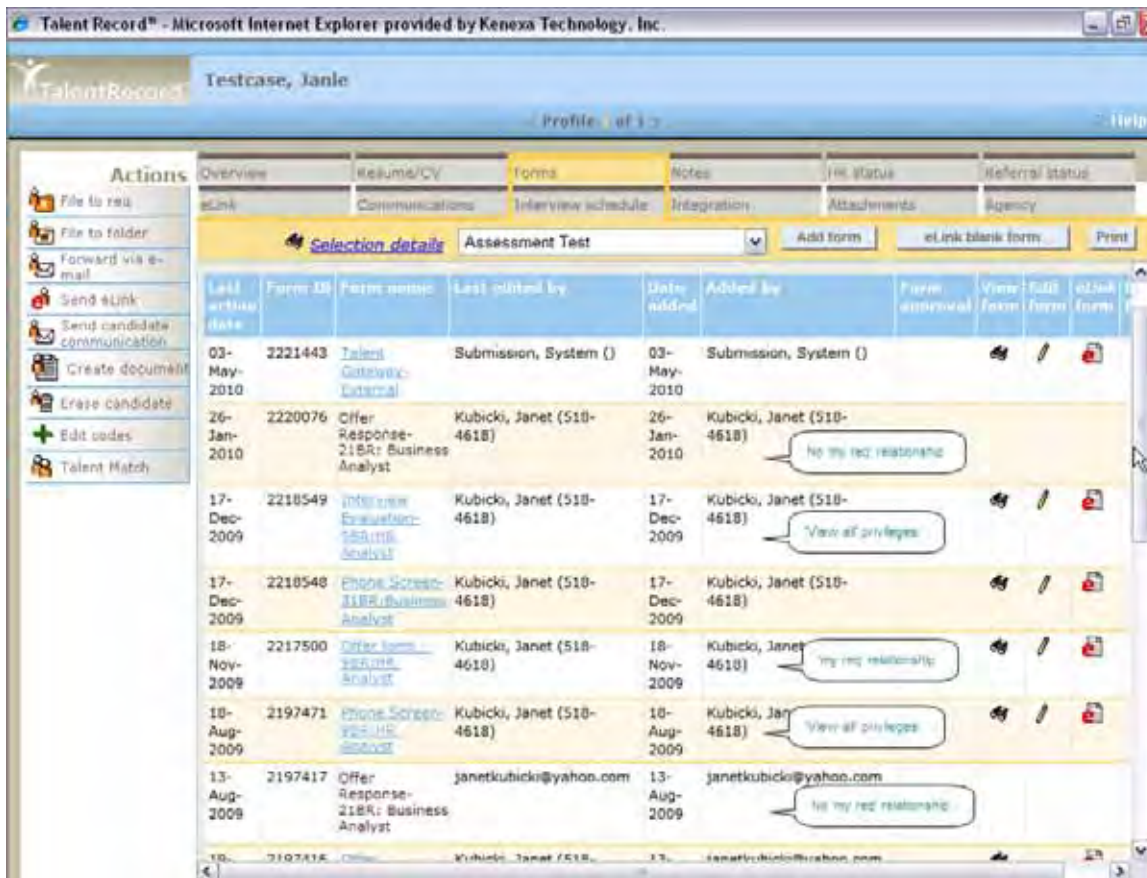 Talent Record® - Microsoft Internet Explorer provided by Kenexa Technology, Inc.
TalentRecord
Testcase, Janie
Profile 1 of 1
Help
Actions
File to req
File to folder
Forward via e-
mail
Send eLink
Send candidate
communication
Create document
Erase candidate
Edit codes
Talent Match
Overview Resume/CV Forms Notes HR status Referral status
eLink Communications Interview schedule Integration Attachments Agency
Selection details Assessment Test Add form eLink blank form Print
Last Form ID Form name Last edited by Date Added by Form View Edit eLink
action added approval form form form
date
03- 2221443 Talent Submission, System () 03- Submission, System ()
May- Gateway- May-
2010 External 2010
26- 2220076 Offer Kubicki, Janet (518- 26- Kubicki, Janet (518-
Jan- Response- 4618) Jan- 4618)
2010 21BR: Business 2010 No my req relationship
Analyst
17- 2218549 Interview Kubicki, Janet (518- 17- Kubicki, Janet (518-
Dec- Evaluation- 4618) Dec- 4618)
2009 2009 View all privileges
Analyst
17- 2218548 Phone Screen- Kubicki, Janet (518- 17- Kubicki, Janet (518-
Dec- Business 4618) Dec- 4618)
2009 Analyst 2009
18- 2217500 Offer form - Kubicki, Janet (518- 18- Kubicki, Janet
Nov- 4618) Nov- 4618) my req relationship
2009 Analyst 2009
18- 2197471 Phone Screen- Kubicki, Janet (518- 18- Kubicki, Jan
Aug- 4618) Aug- 4618) View all privileges
2009 Analyst 2009
13- 2197417 Offer janetkubicki@yahoo.com 13- janetkubicki@yahoo.com
Aug- Response- Aug-
2009 21BR: Business 2009 No my req relationship
Analyst
2197416 Offer Kubicki, Janet (518- 13- janetkubicki@yahoo.com